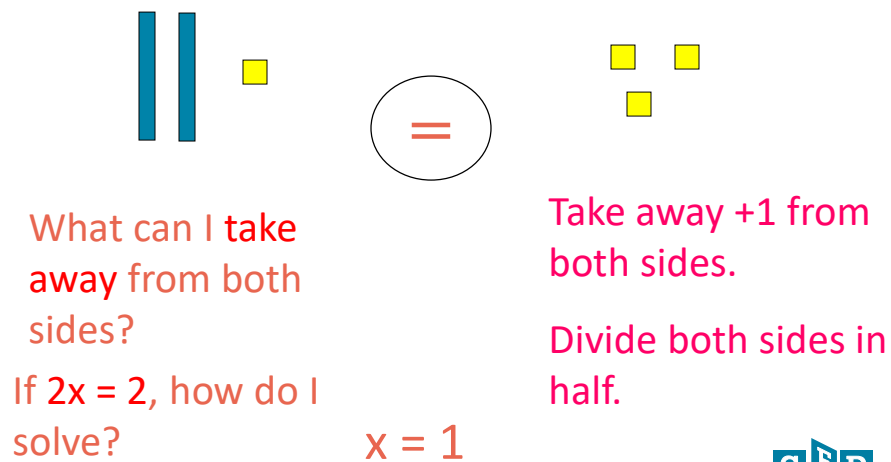 =
What can I take
away from both
sides?
If 2x = 2, how do I
solve?
x = 1
Take away +1 from
both sides.
Divide both sides in
half.